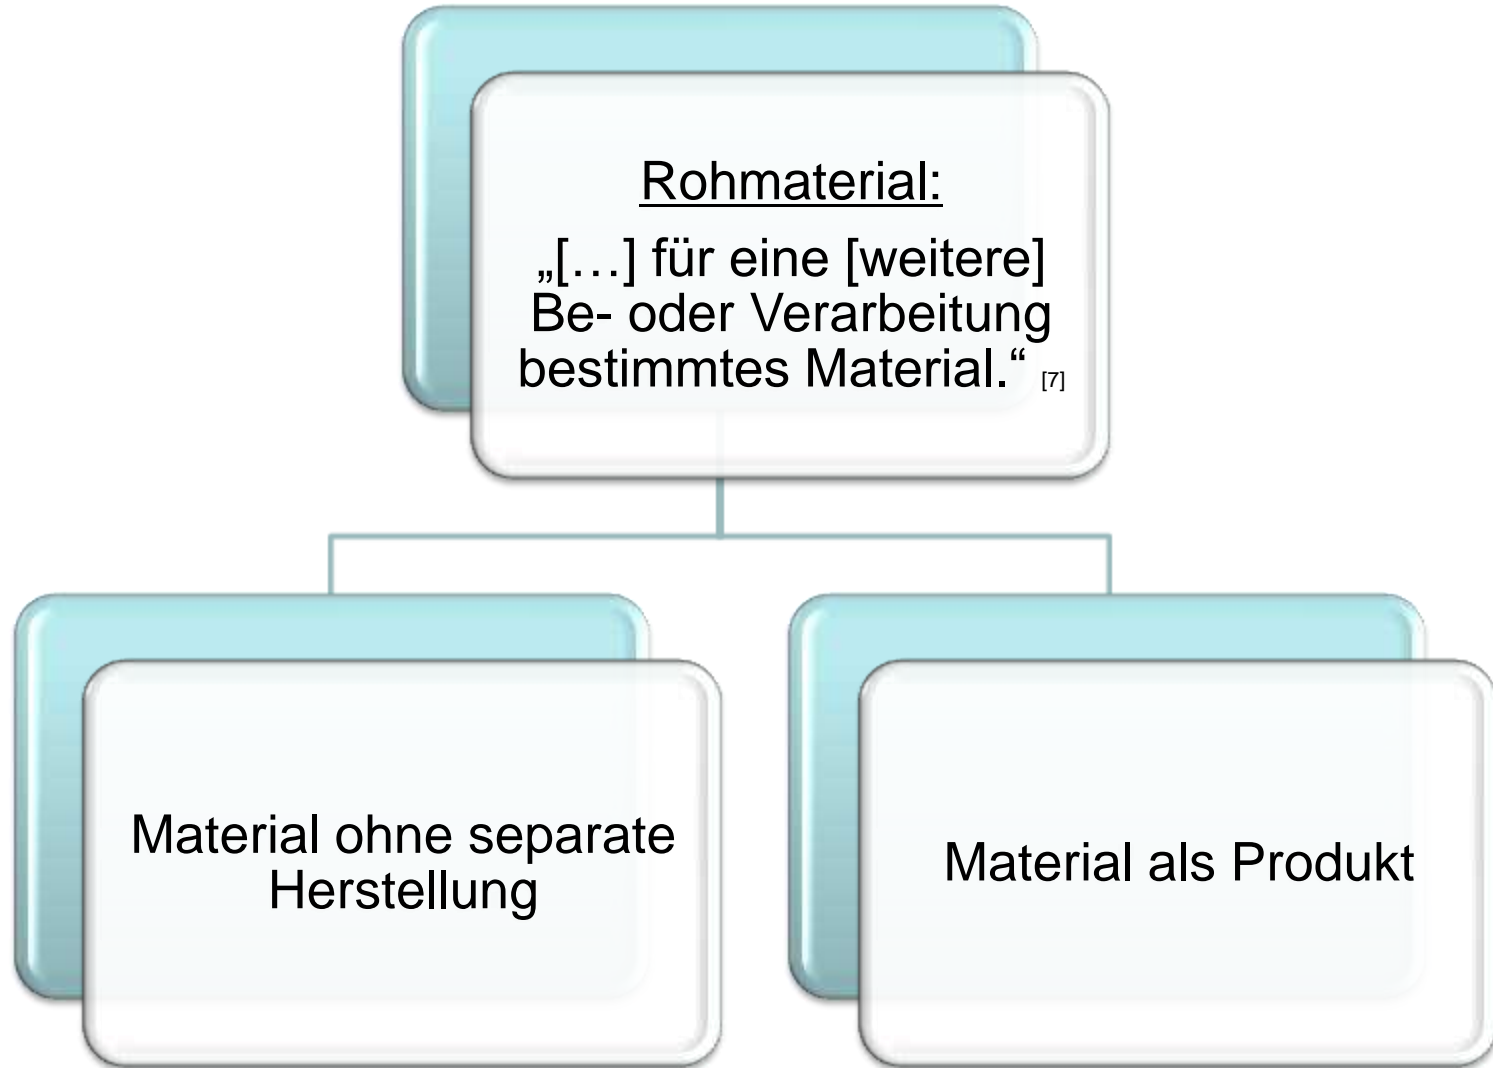 Rohmaterial:
„[…] für eine [weitere]
Be- oder Verarbeitung
bestimmtes Material.“ [7]
Material ohne separate
Herstellung
Material als Produkt